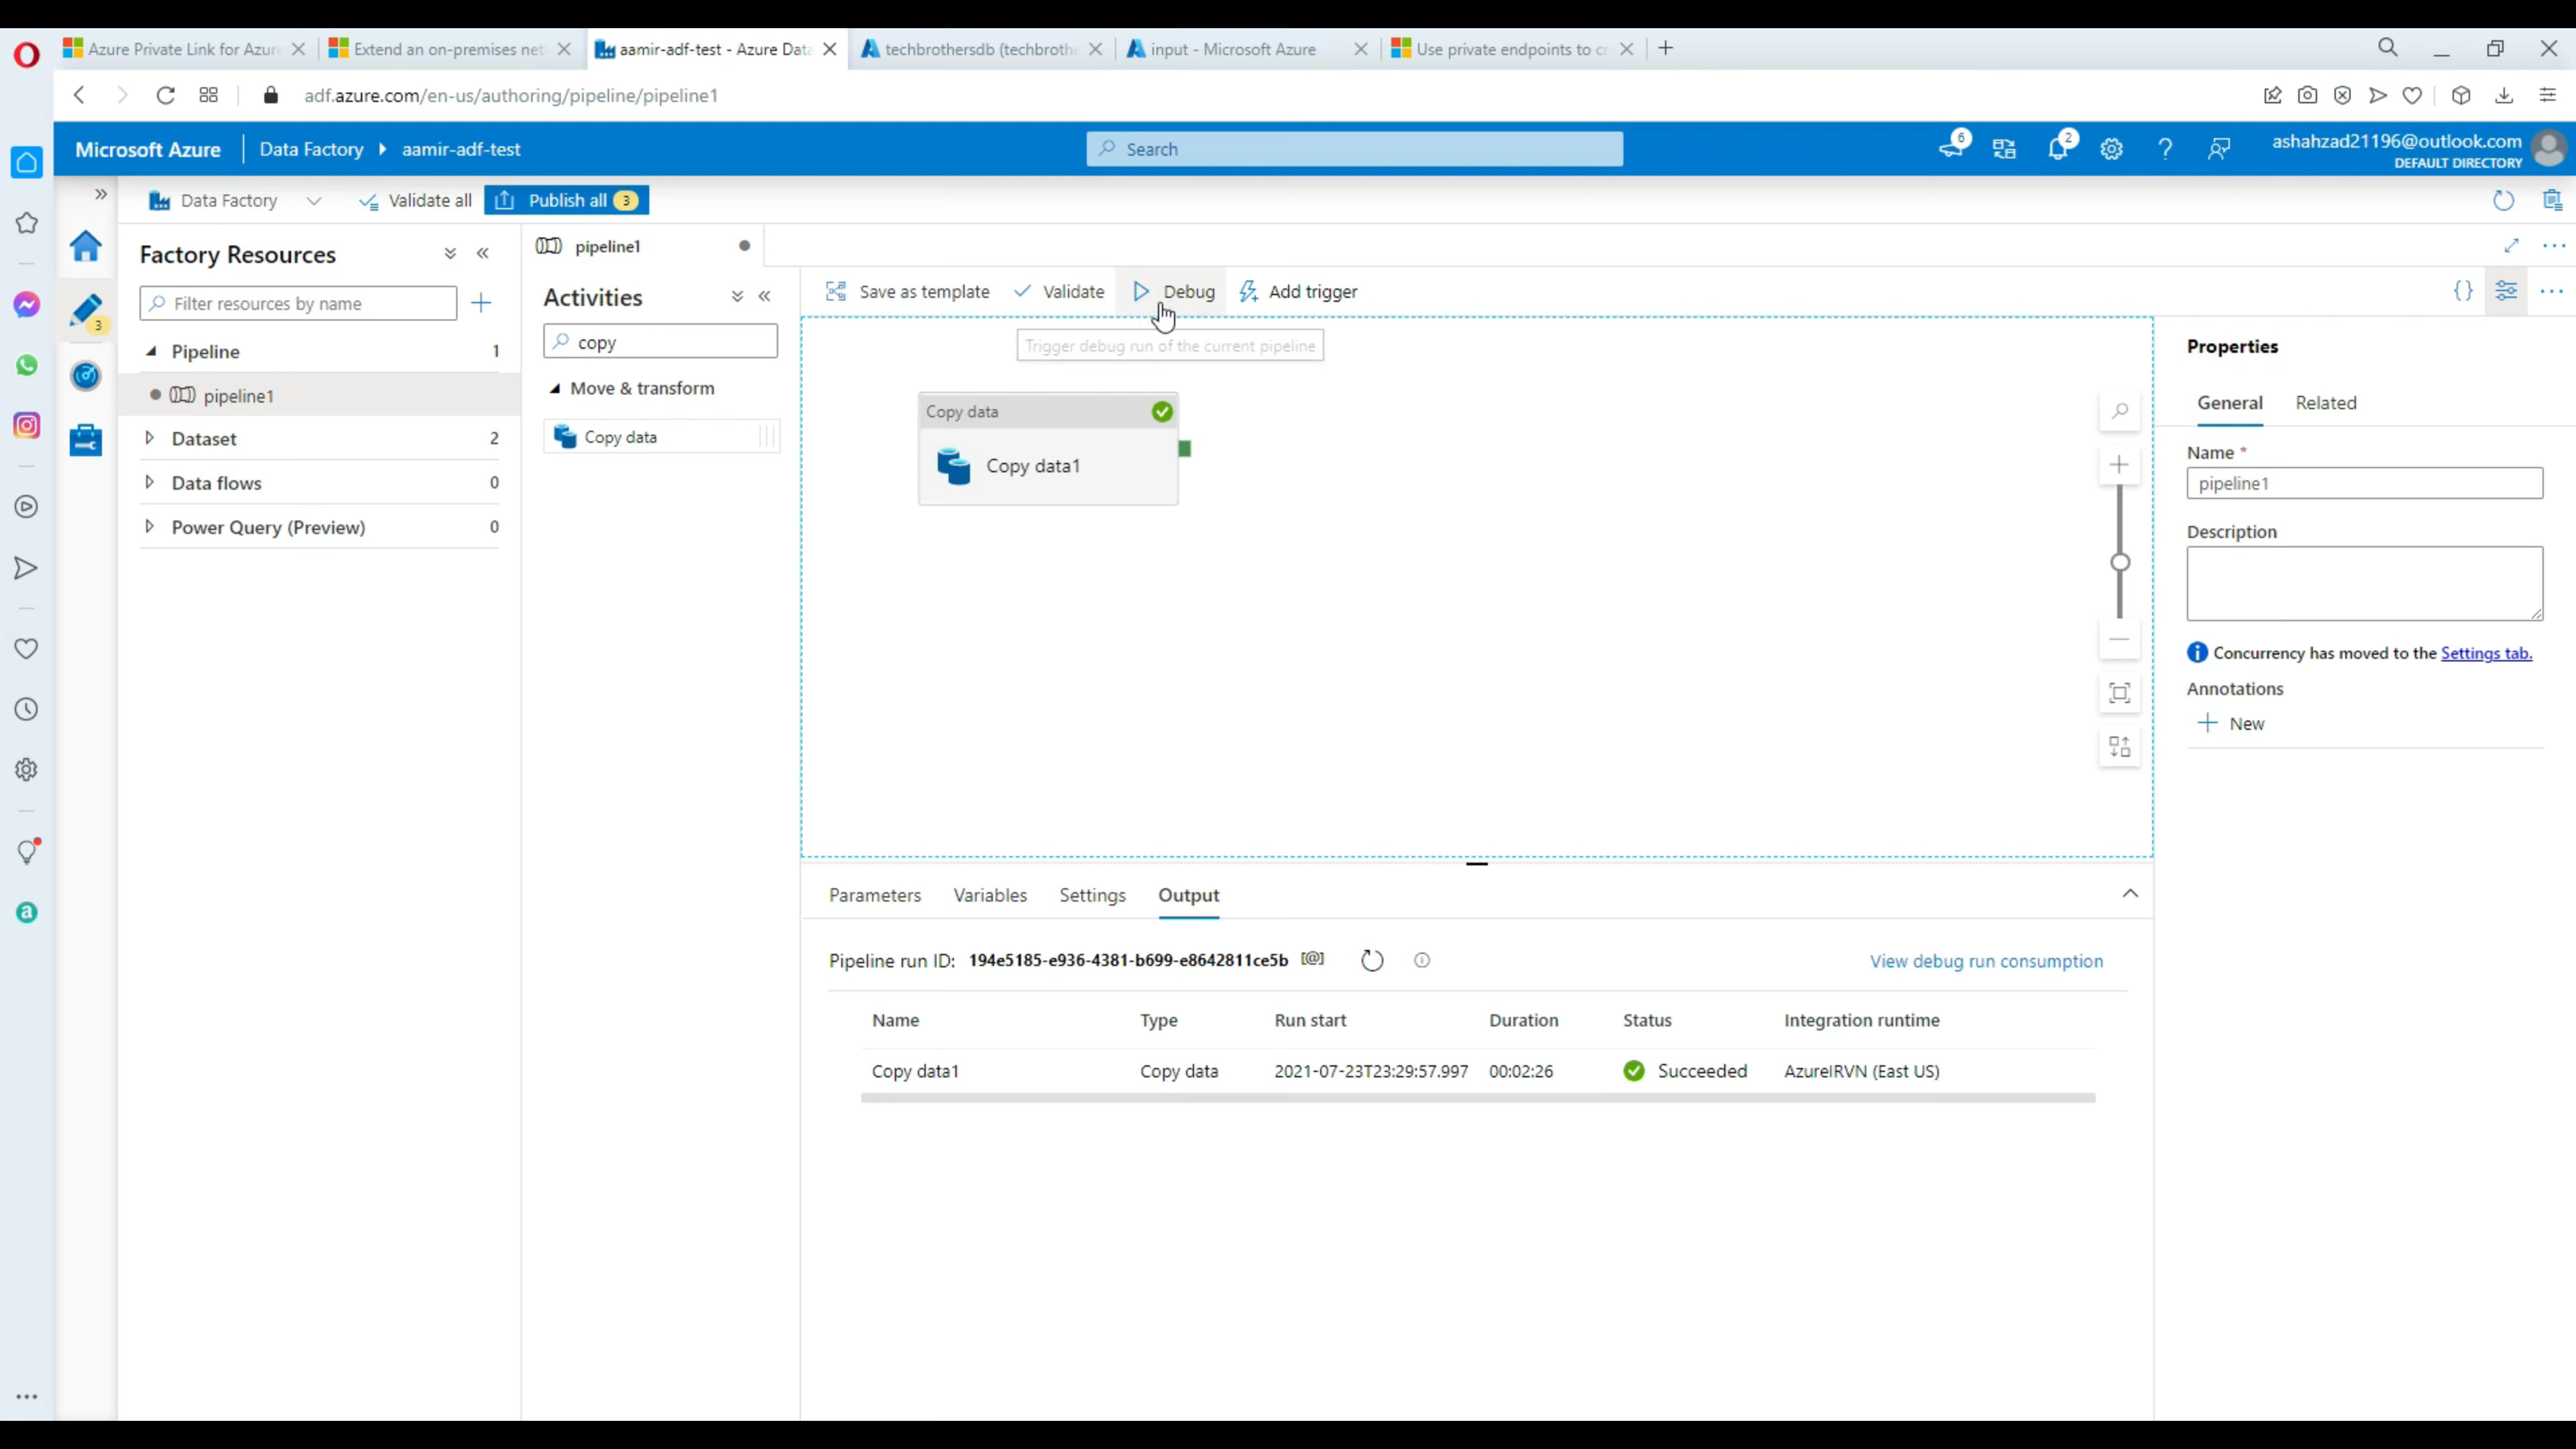 Azure Private Link for Azure
Extend an on-premises net
aamir-adf-test - Azure Data
techbrothersdb (techbroth
input - Microsoft Azure
Use private endpoints to cr
adf.azure.com/en-us/authoring/pipeline/pipeline1
Microsoft Azure
Data Factory
aamir-adf-test
Search
6
2
ashahzad21196@outlook.com
DEFAULT DIRECTORY
Data Factory
Validate all
Publish all 3
Factory Resources
pipeline1
Activities
Save as template
Validate
Debug
Add trigger
Filter resources by name
copy
Trigger debug run of the current pipeline
3
Pipeline 1
pipeline1
Dataset 2
Data flows 0
Power Query (Preview) 0
Move & transform
Copy data
Copy data
Copy data1
Properties
General
Related
Name *
pipeline1
Description
Concurrency has moved to the Settings tab.
Annotations
New
Parameters
Variables
Settings
Output
Pipeline run ID: 194e5185-e936-4381-b699-e8642811ce5b [@]
View debug run consumption
Name Type Run start Duration Status Integration runtime
Copy data1 Copy data 2021-07-23T23:29:57.997 00:02:26 Succeeded AzureIRVN (East US)